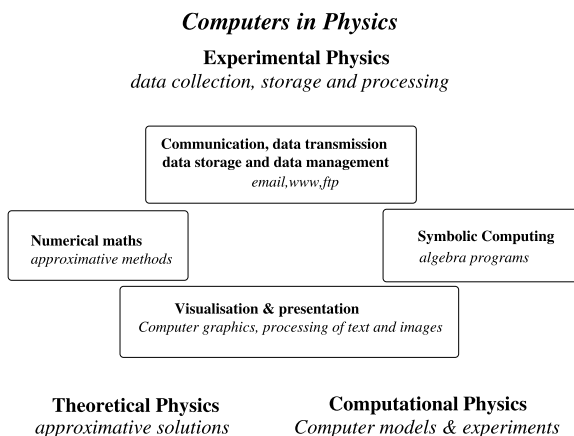 Computers in Physics
Experimental Physics
data collection, storage and processing
Communication, data transmission
data storage and data management
email,www,ftp
Numerical maths
approximative methods
Symbolic Computing
algebra programs
Visualisation & presentation
Computer graphics, processing of text and images
Theoretical Physics
approximative solutions
Computational Physics
Computer models & experiments